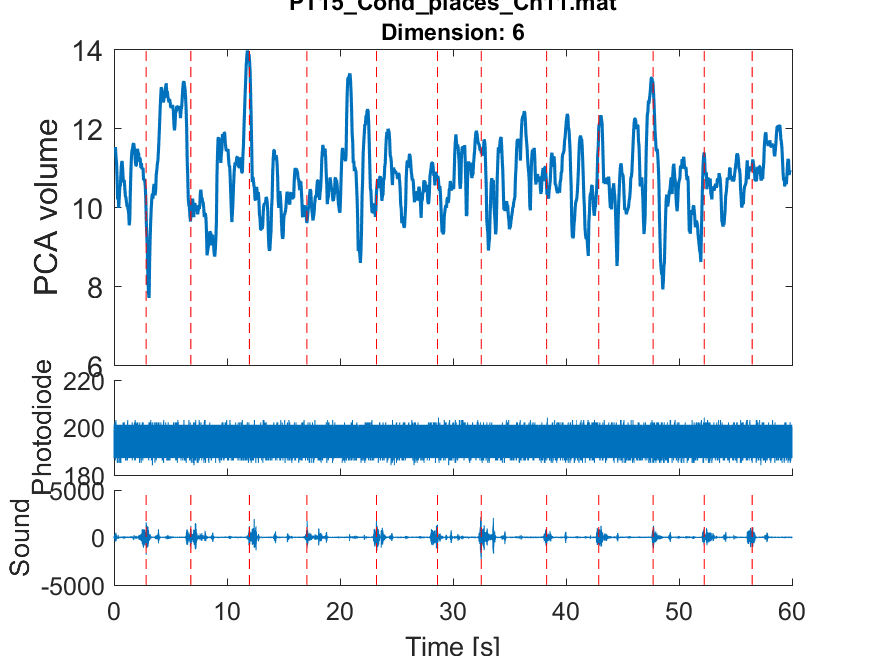 PT15_Cond_places_Ch11.mat
Dimension: 6
14
12
10
8
6
PCA volume
220
200
180
Photodiode
5000
0
-5000
Sound
0 10 20 30 40 50 60
Time [s]